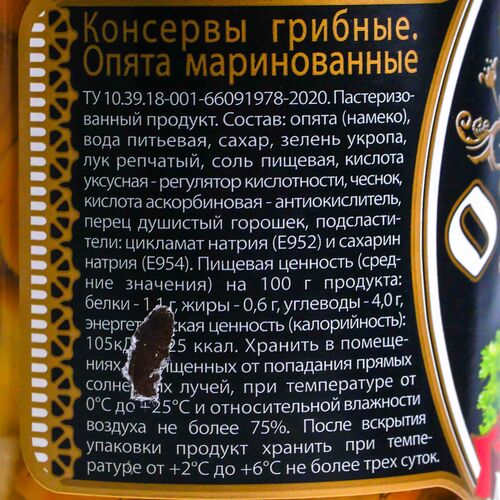 Консервы грибные.
Опята маринованные
ТУ 10.39.18-001-66091978-2020. Пастеризо-
ванный продукт. Состав: опята (намеко),
вода питьевая, сахар, зелень укропа,
лук репчатый, соль пищевая, кислота
уксусная - регулятор кислотности, чеснок,
кислота аскорбиновая - антиокислитель,
перец душистый горошек, подсласти-
тели: цикламат натрия (Е952) и сахарин
натрия (Е954). Пищевая ценность (сред-
ние значения) на 100 г продукта:
белки - 1,1 г, жиры - 0,6 г, углеводы - 4,0 г,
ценность (калорийность):
25 ккал. Хранить в помеще-
от попадания прямых
лучей, при температуре от
0°С до +25°С и относительной влажности
воздуха не более 75%. После вскрытия
упаковки продукт хранить при темпе-
ратуре от +2°С до +6°С не более трех суток.